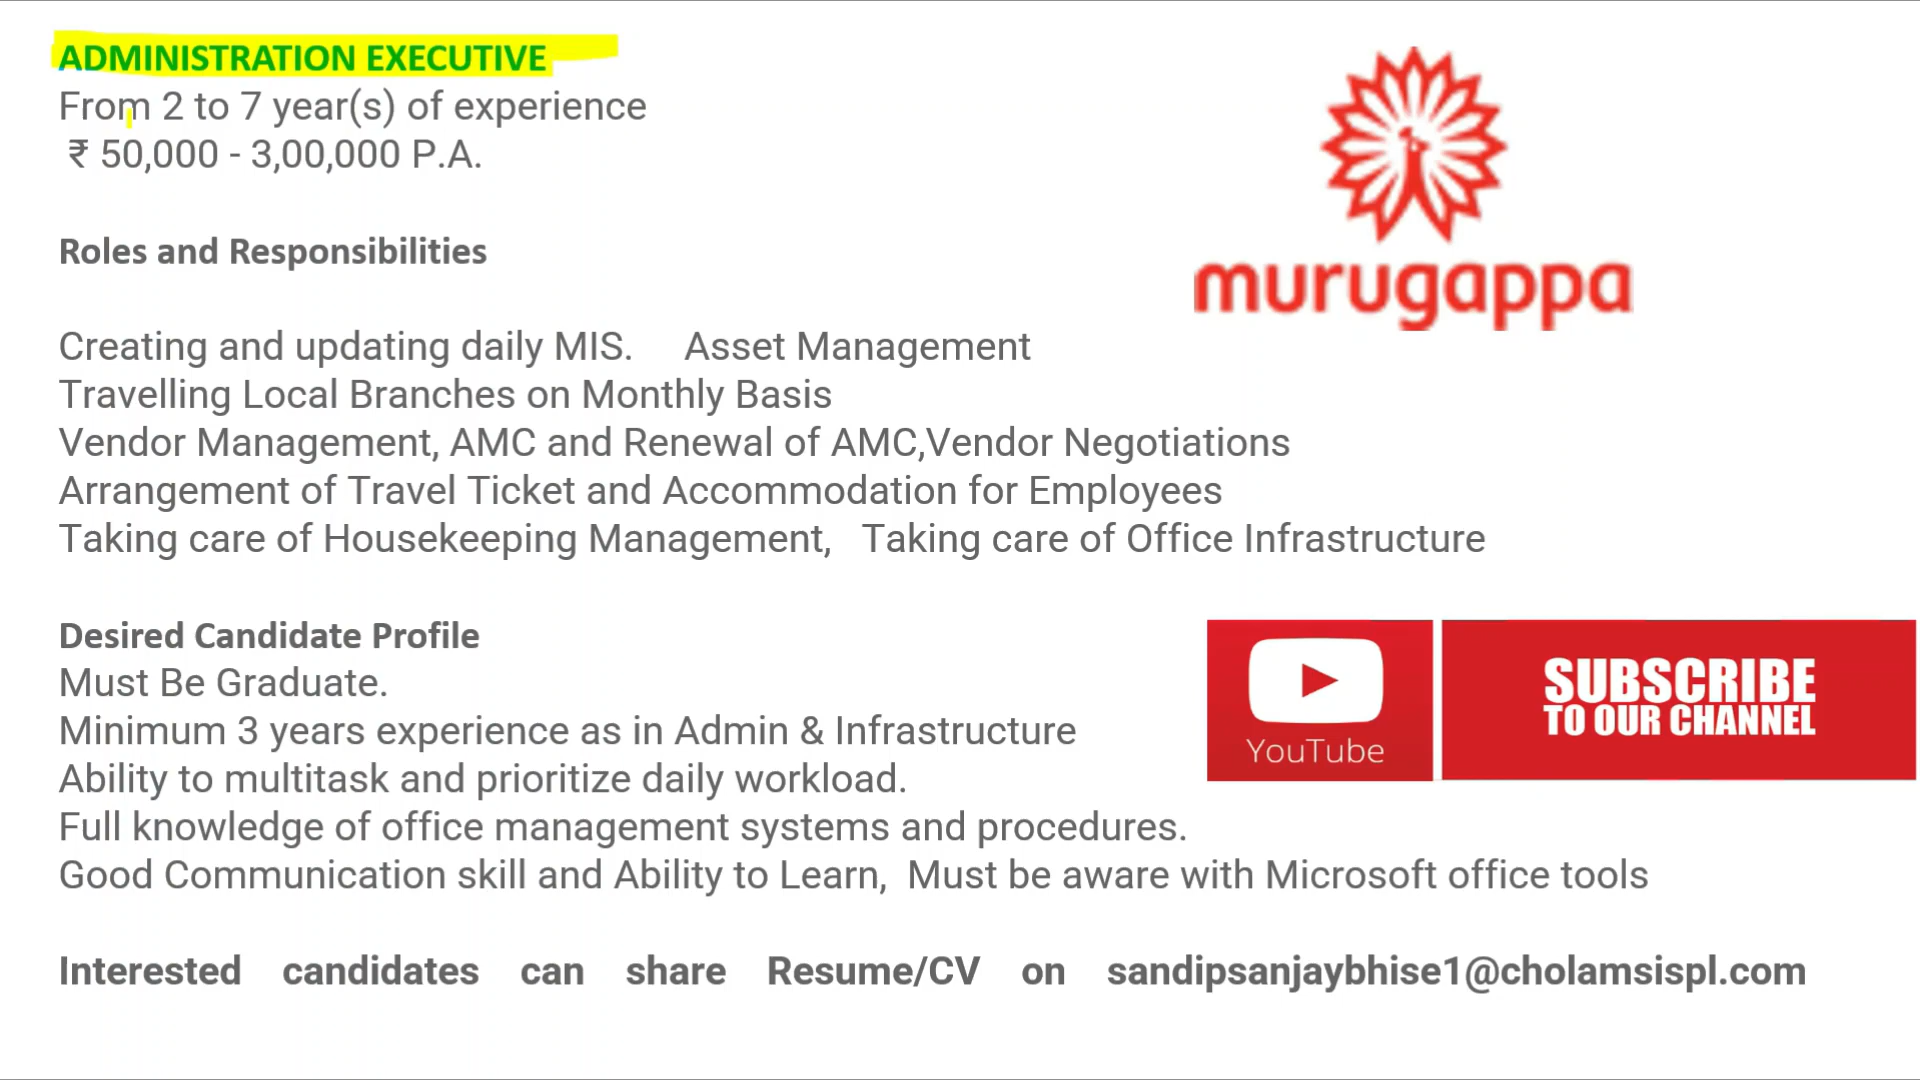 ADMINISTRATION EXECUTIVE
From 2 to 7 year(s) of experience
₹ 50,000 - 3,00,000 P.A.
murugappa
Roles and Responsibilities
Creating and updating daily MIS. Asset Management
Travelling Local Branches on Monthly Basis
Vendor Management, AMC and Renewal of AMC,Vendor Negotiations
Arrangement of Travel Ticket and Accommodation for Employees
Taking care of Housekeeping Management, Taking care of Office Infrastructure
Desired Candidate Profile
Must Be Graduate.
Minimum 3 years experience as in Admin & Infrastructure
Ability to multitask and prioritize daily workload.
Full knowledge of office management systems and procedures.
Good Communication skill and Ability to Learn, Must be aware with Microsoft office tools
YouTube
SUBSCRIBE
TO OUR CHANNEL
Interested candidates can share Resume/CV on sandipsanjaybhise1@cholamsispl.com